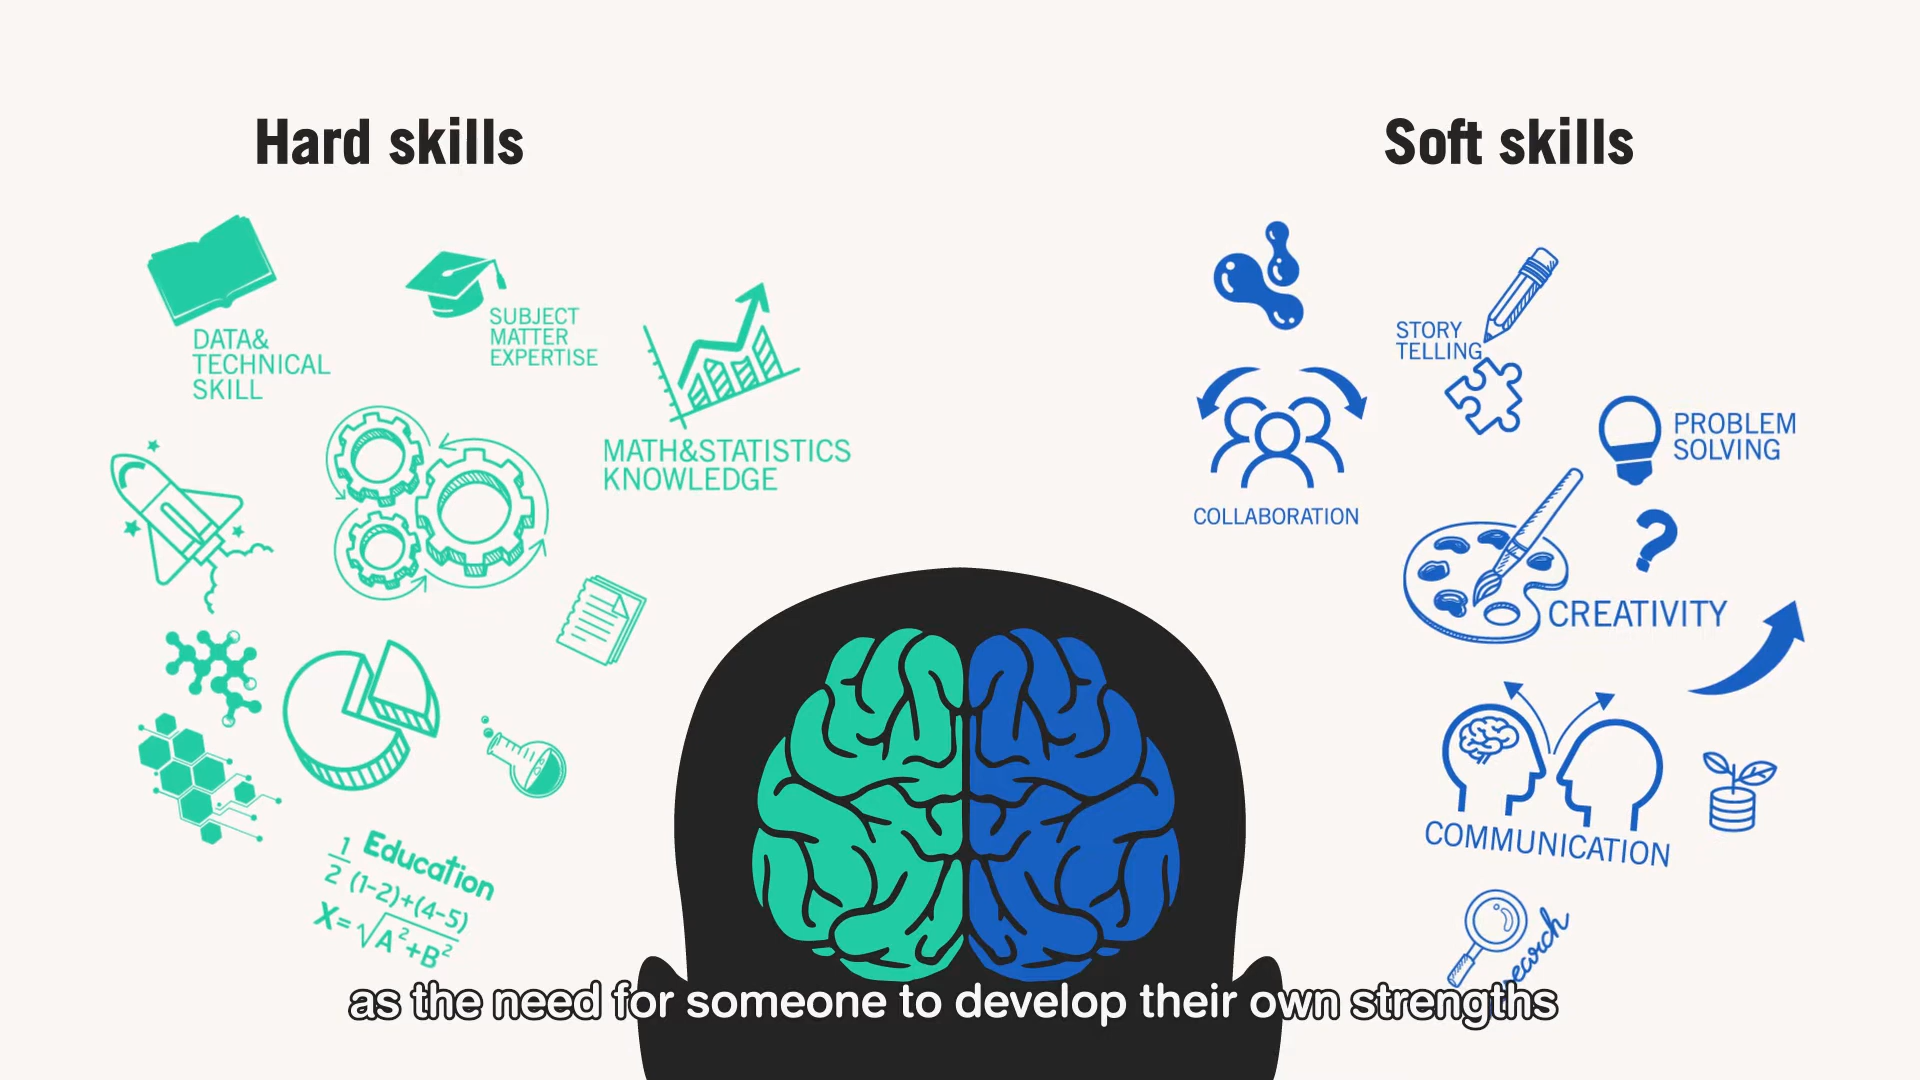 Hard skills
Soft skills
DATA&
TECHNICAL
SKILL
SUBJECT
MATTER
EXPERTISE
MATH&STATISTICS
KNOWLEDGE
STORY
TELLING
PROBLEM
SOLVING
COLLABORATION
?
CREATIVITY
COMMUNICATION
Education
1
2
(1-2)+(4-5)
X=√A²+B²
as the need for someone to develop their own strengths